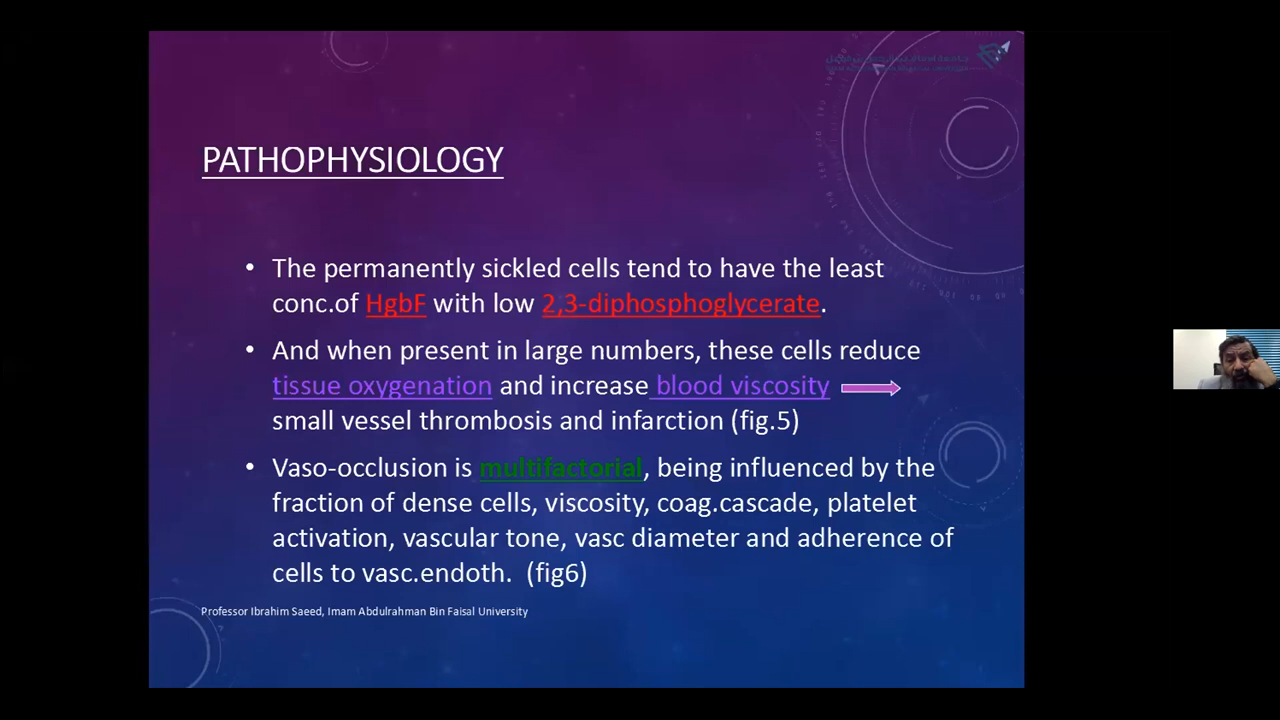 PATHOPHYSIOLOGY
• The permanently sickled cells tend to have the least
conc.of HgbF with low 2,3-diphosphoglycerate.
• And when present in large numbers, these cells reduce
tissue oxygenation and increase blood viscosity
small vessel thrombosis and infarction (fig.5)
• Vaso-occlusion is multifactorial, being influenced by the
fraction of dense cells, viscosity, coag.cascade, platelet
activation, vascular tone, vasc diameter and adherence of
cells to vasc.endoth. (fig6)
Professor Ibrahim Saeed, Imam Abdulrahman Bin Faisal University